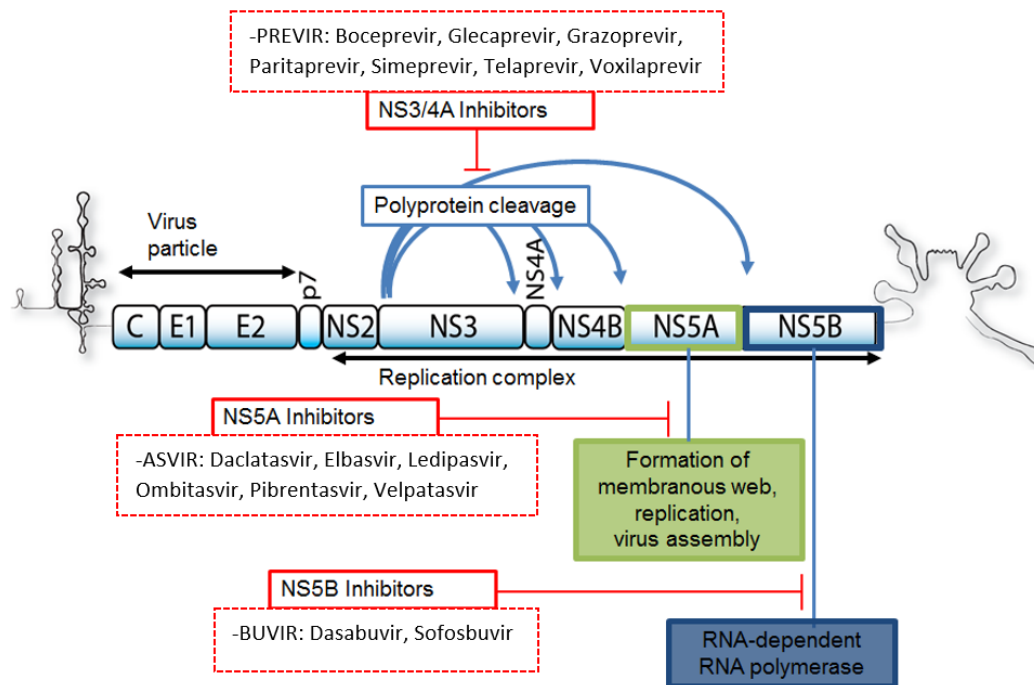 -PREVIR: Boceprevir, Glecaprevir, Grazoprevir,
Paritaprevir, Simeprevir, Telaprevir, Voxilaprevir
NS3/4A Inhibitors
Polyprotein cleavage
Virus
particle
p7
NS4A
C
E1
E2
NS2
NS3
NS4B
NS5A
NS5B
Replication complex
NS5A Inhibitors
-ASVIR: Daclatasvir, Elbasvir, Ledipasvir,
Ombitasvir, Pibrentasvir, Velpatasvir
Formation of
membranous web,
replication,
virus assembly
NS5B Inhibitors
-BUVIR: Dasabuvir, Sofosbuvir
RNA-dependent
RNA polymerase